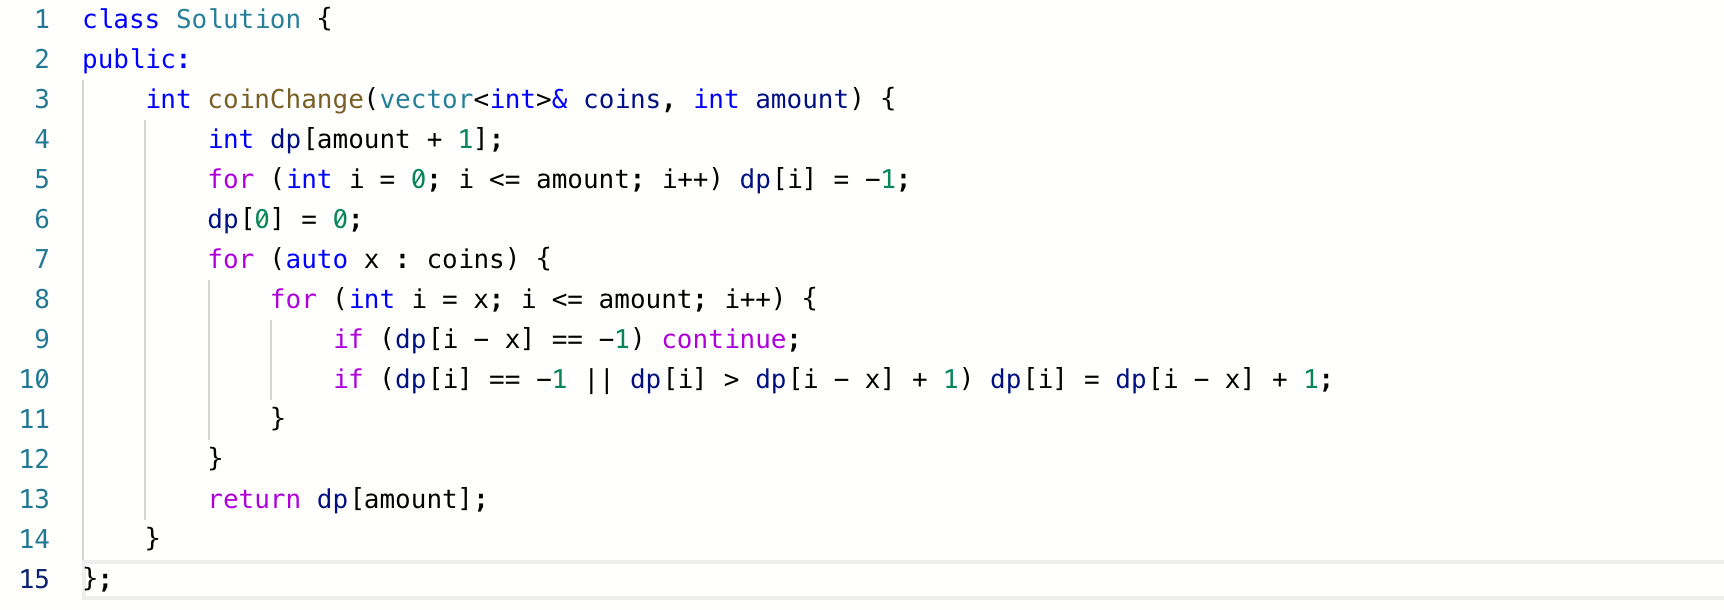 1 class Solution {
2 public:
3     int coinChange(vector<int>& coins, int amount) {
4         int dp[amount + 1];
5         for (int i = 0; i <= amount; i++) dp[i] = -1;
6         dp[0] = 0;
7         for (auto x : coins) {
8             for (int i = x; i <= amount; i++) {
9                 if (dp[i - x] == -1) continue;
10                 if (dp[i] == -1 || dp[i] > dp[i - x] + 1) dp[i] = dp[i - x] + 1;
11             }
12         }
13         return dp[amount];
14     }
15 };